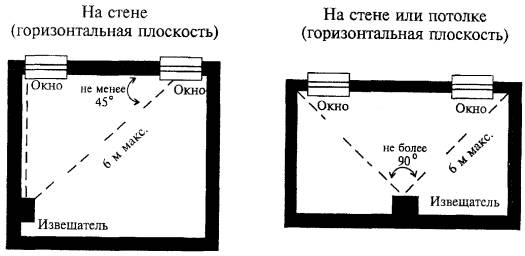 На стене
(горизонтальная плоскость)
Окно
Окно
не менее
45°
6 м макс.
Извещатель
На стене или потолке
(горизонтальная плоскость)
Окно
Окно
не более
90°
6 м макс.
Извещатель